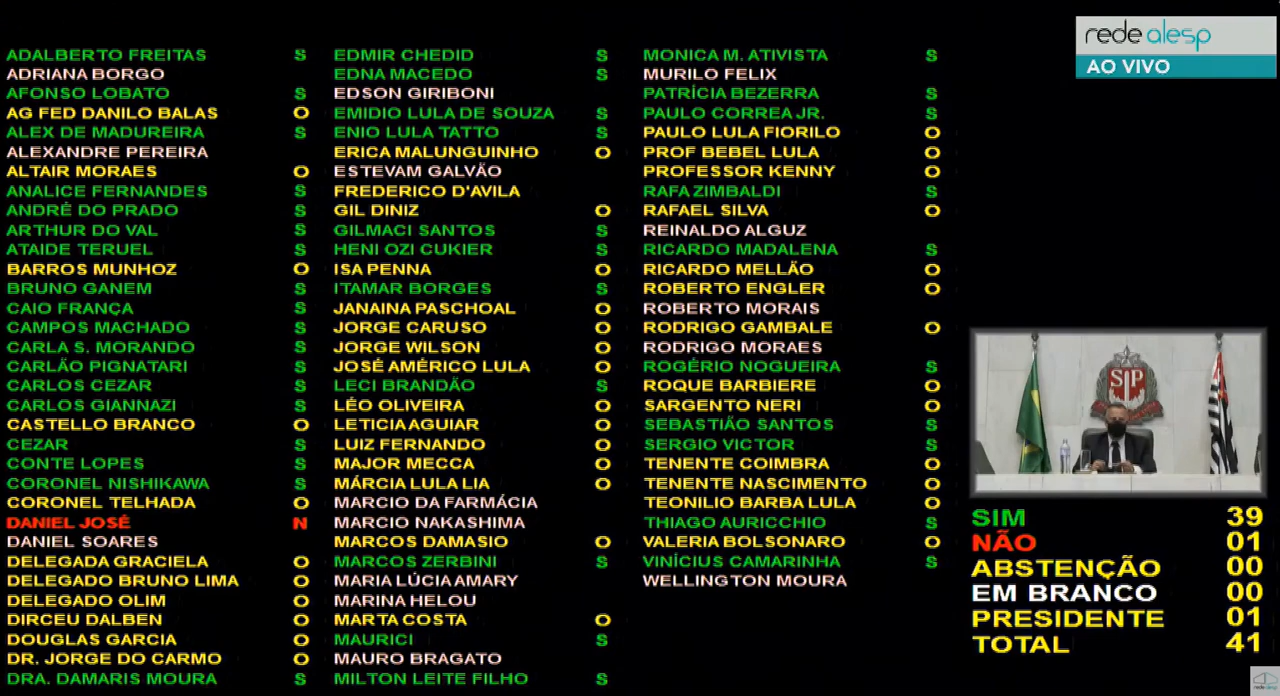 rede alesp
AO VIVO
ADALBERTO FREITAS S
ADRIANA BORGO
AFONSO LOBATO S
AG FED DANILO BALAS O
ALEX DE MADUREIRA S
ALEXANDRE PEREIRA
ALTAIR MORAES O
ANALICE FERNANDES S
ANDRÉ DO PRADO S
ARTHUR DO VAL S
ATAIDE TERUEL S
BARROS MUNHOZ O
BRUNO GANEM S
CAIO FRANÇA S
CAMPOS MACHADO S
CARLA S. MORANDO S
CARLÃO PIGNATARI S
CARLOS CEZAR S
CARLOS GIANNAZI S
CASTELLO BRANCO O
CEZAR S
CONTE LOPES S
CORONEL NISHIKAWA S
CORONEL TELHADA O
DANIEL JOSÉ N
DANIEL SOARES
DELEGADA GRACIELA O
DELEGADO BRUNO LIMA O
DELEGADO OLIM O
DIRCEU DALBEN O
DOUGLAS GARCIA O
DR. JORGE DO CARMO O
DRA. DAMARIS MOURA S
EDMIR CHEDID S
EDNA MACEDO S
EDSON GIRIBONI
EMIDIO LULA DE SOUZA S
ENIO LULA TATTO S
ERICA MALUNGUINHO O
ESTEVAM GALVÃO
FREDERICO D'AVILA
GIL DINIZ O
GILMACI SANTOS S
HENI OZI CUKIER S
ISA PENNA O
ITAMAR BORGES S
JANAINA PASCHOAL O
JORGE CARUSO O
JORGE WILSON O
JOSÉ AMÉRICO LULA O
LECI BRANDÃO S
LÉO OLIVEIRA O
LETICIA AGUIAR O
LUIZ FERNANDO O
MAJOR MECCA O
MÁRCIA LULA LIA O
MARCIO DA FARMÁCIA
MARCIO NAKASHIMA
MARCOS DAMASIO O
MARCOS ZERBINI S
MARIA LÚCIA AMARY
MARINA HELOU
MARTA COSTA O
MAURICI S
MAURO BRAGATO
MILTON LEITE FILHO S
MONICA M. ATIVISTA S
MURILO FELIX
PATRÍCIA BEZERRA S
PAULO CORREA JR. S
PAULO LULA FIORILO O
PROF BEBEL LULA O
PROFESSOR KENNY O
RAFA ZIMBALDI S
RAFAEL SILVA O
REINALDO ALGUZ
RICARDO MADALENA S
RICARDO MELLÃO O
ROBERTO ENGLER O
ROBERTO MORAIS
RODRIGO GAMBALE O
RODRIGO MORAES
ROGÉRIO NOGUEIRA S
ROQUE BARBIERE O
SARGENTO NERI O
SEBASTIÃO SANTOS S
SERGIO VICTOR S
TENENTE COIMBRA O
TENENTE NASCIMENTO O
TEONILIO BARBA LULA O
THIAGO AURICCHIO S
VALERIA BOLSONARO O
VINÍCIUS CAMARINHA S
WELLINGTON MOURA
SP
SIM 39
NÃO 01
ABSTENÇÃO 00
EM BRANCO 00
PRESIDENTE 01
TOTAL 41
rede alesp